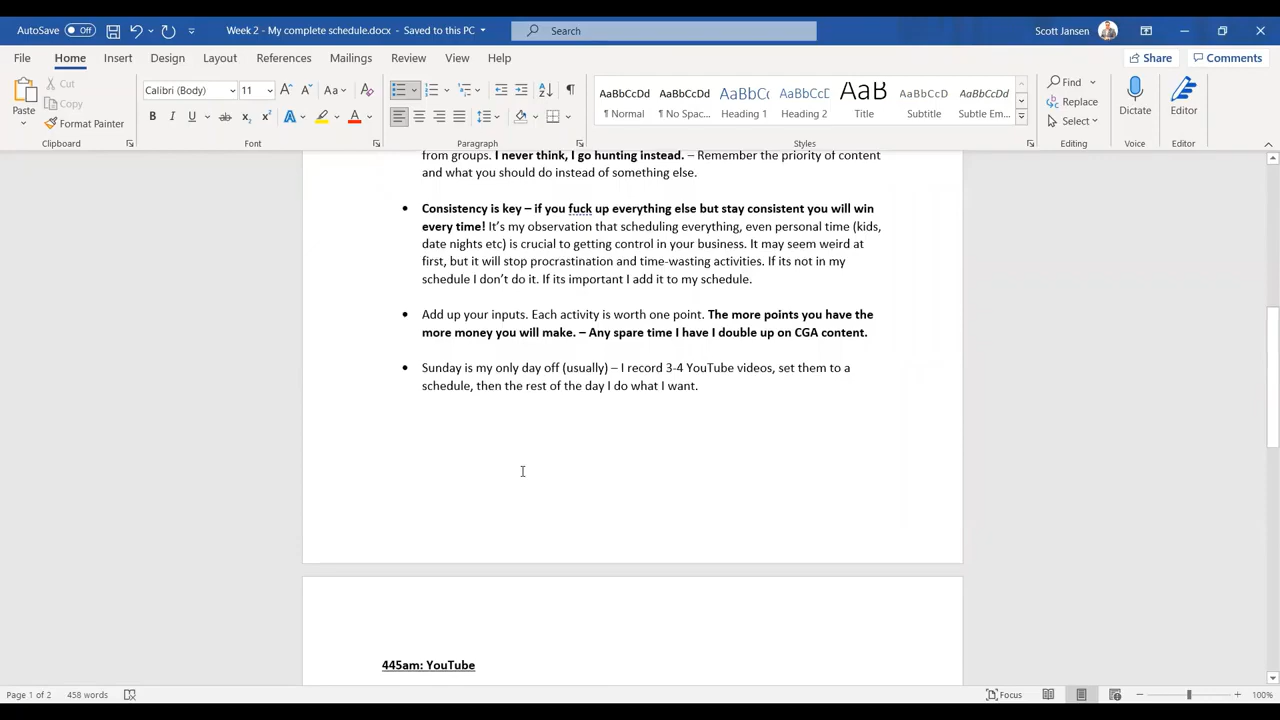 AutoSave Off
Week 2 - My complete schedule.docx - Saved to this PC
Search
Scott Jansen
File Home Insert Design Layout References Mailings Review View Help
Share Comments
Paste
Cut
Copy
Format Painter
Clipboard
Calibri (Body) 11
Font
Paragraph
AaBbCcDd AaBbCcDd AaBbCc AaBbCcD AaB AaBbCcDd AaBbCcDd
¶ Normal ¶ No Spac... Heading 1 Heading 2 Title Subtitle Subtle Em...
Styles
Find
Replace
Select
Editing
Dictate
Voice
Editor
Editor
from groups. I never think, I go hunting instead. – Remember the priority of content
and what you should do instead of something else.
• Consistency is key – if you fuck up everything else but stay consistent you will win
every time! It’s my observation that scheduling everything, even personal time (kids,
date nights etc) is crucial to getting control in your business. It may seem weird at
first, but it will stop procrastination and time-wasting activities. If its not in my
schedule I don’t do it. If its important I add it to my schedule.
• Add up your inputs. Each activity is worth one point. The more points you have the
more money you will make. – Any spare time I have I double up on CGA content.
• Sunday is my only day off (usually) – I record 3-4 YouTube videos, set them to a
schedule, then the rest of the day I do what I want.
445am: YouTube
Page 1 of 2 458 words
Focus
100%